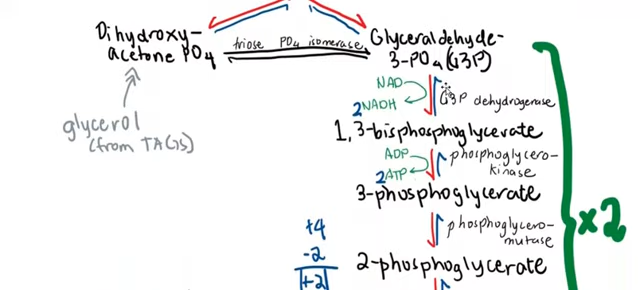 Dihydroxy-
acetone PO4
triose PO4 isomerase
Glyceraldehyde-
3-PO4 (G3P)
glycerol
(from TAGs)
NAD
2NADH
G3P dehydrogenase
1,3-bisphosphoglycerate
ADP
2ATP
phosphoglycero-
kinase
3-phosphoglycerate
phosphoglycero-
mutase
x2
+4
-2
+2
2-phosphoglycerate